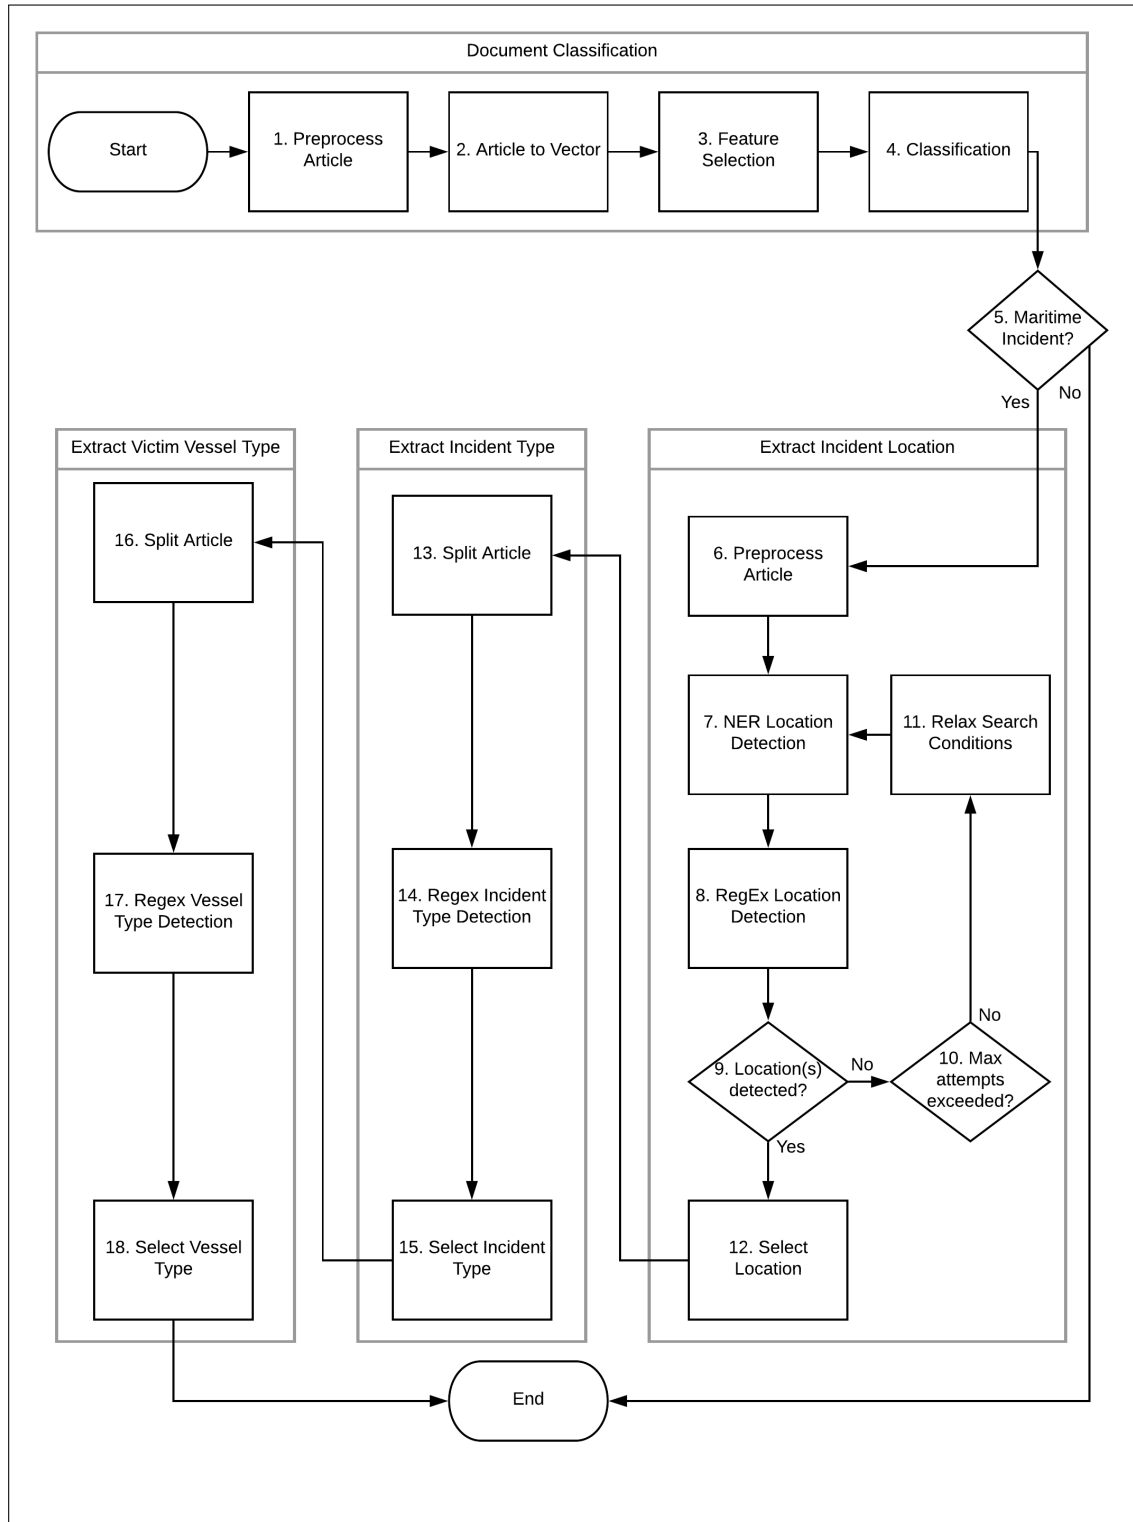 Document Classification
Start
1. Preprocess
Article
2. Article to Vector
3. Feature
Selection
4. Classification
5. Maritime
Incident?
Yes
No
Extract Incident Location
6. Preprocess
Article
7. NER Location
Detection
8. RegEx Location
Detection
9. Location(s)
detected?
No
10. Max
attempts
exceeded?
No
11. Relax Search
Conditions
Yes
12. Select
Location
Extract Incident Type
13. Split Article
14. Regex Incident
Type Detection
15. Select Incident
Type
Extract Victim Vessel Type
16. Split Article
17. Regex Vessel
Type Detection
18. Select Vessel
Type
End